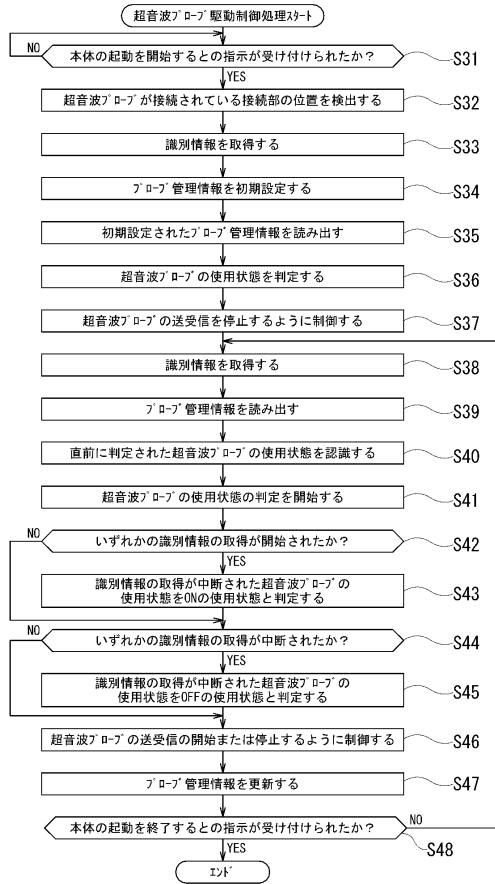 超音波プローブ駆動制御処理スタート
NO
本体の起動を開始するとの指示が受け付けられたか?
S31
YES
超音波プローブが接続されている接続部の位置を検出する
S32
識別情報を取得する
S33
プローブ管理情報を初期設定する
S34
初期設定されたプローブ管理情報を読み出す
S35
超音波プローブの使用状態を判定する
S36
超音波プローブの送受信を停止するように制御する
S37
識別情報を取得する
S38
プローブ管理情報を読み出す
S39
直前に判定された超音波プローブの使用状態を認識する
S40
超音波プローブの使用状態の判定を開始する
S41
NO
いずれかの識別情報の取得が開始されたか?
S42
YES
識別情報の取得が中断された超音波プローブの
使用状態をONの使用状態と判定する
S43
NO
いずれかの識別情報の取得が中断されたか?
S44
YES
識別情報の取得が中断された超音波プローブの
使用状態をOFFの使用状態と判定する
S45
超音波プローブの送受信の開始または停止するように制御する
S46
プローブ管理情報を更新する
S47
本体の起動を終了するとの指示が受け付けられたか?
NO
S48
YES
エンド